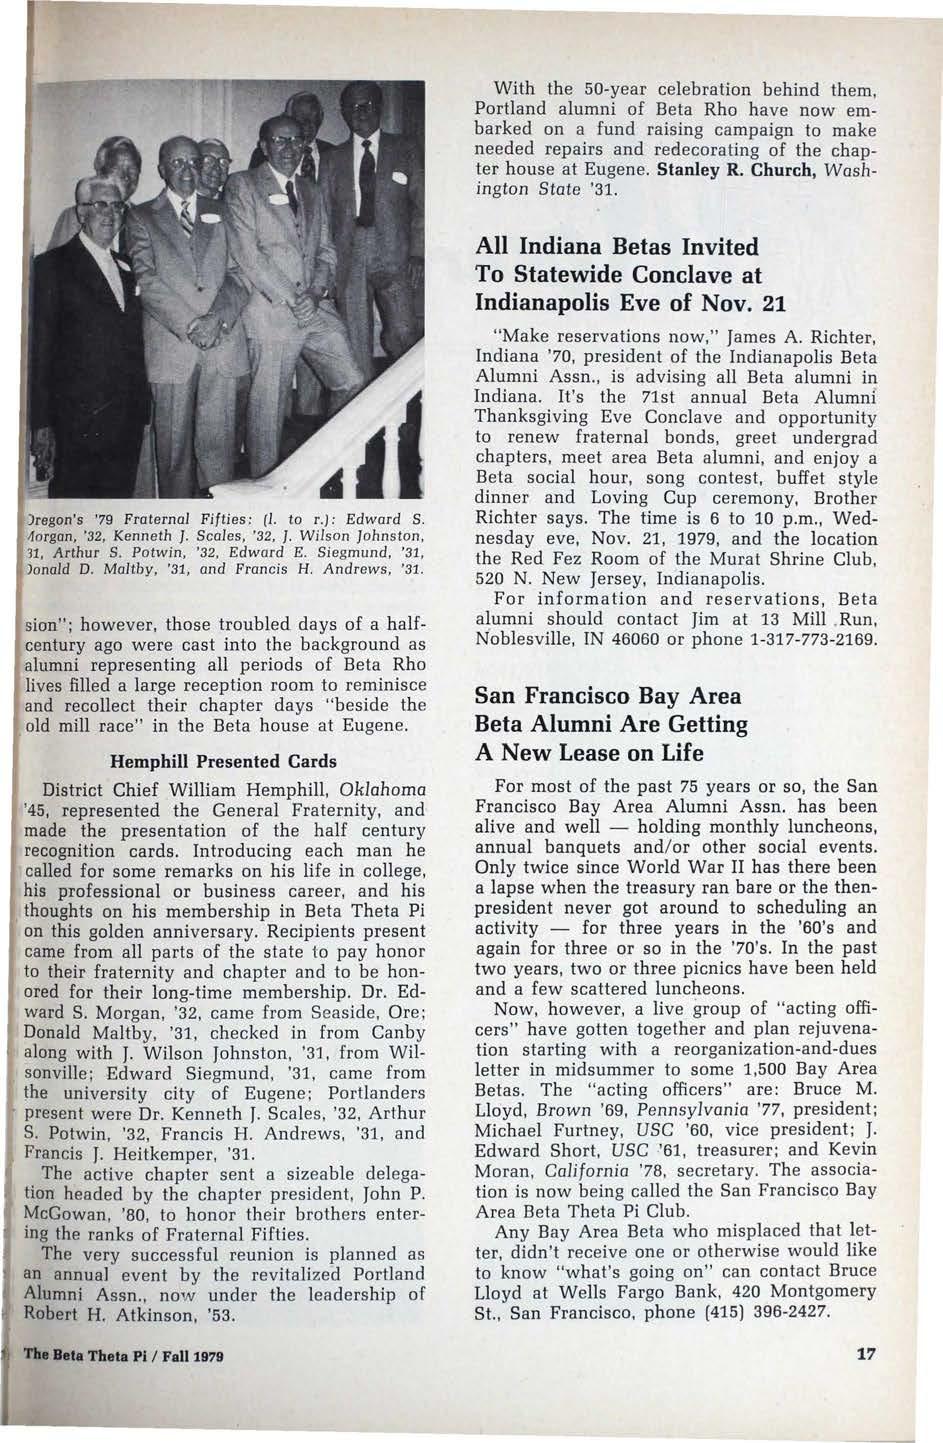 Oregon's '79 Fraternal Fifties: (l. to r.): Edward S.
Morgan, '32, Kenneth J. Scales, '32, J. Wilson Johnston,
'31, Arthur S. Potwin, '32, Edward E. Siegmund, '31,
Donald D. Maltby, '31, and Francis H. Andrews, '31.
sion"; however, those troubled days of a half-
century ago were cast into the background as
alumni representing all periods of Beta Rho
lives filled a large reception room to reminisce
and recollect their chapter days "beside the
old mill race" in the Beta house at Eugene.
Hemphill Presented Cards
District Chief William Hemphill, Oklahoma
'45, represented the General Fraternity, and
made the presentation of the half century
recognition cards. Introducing each man he
called for some remarks on his life in college,
his professional or business career, and his
thoughts on his membership in Beta Theta Pi
on this golden anniversary. Recipients present
came from all parts of the state to pay honor
to their fraternity and chapter and to be hon-
ored for their long-time membership. Dr. Ed-
ward S. Morgan, '32, came from Seaside, Ore;
Donald Maltby, '31, checked in from Canby
along with J. Wilson Johnston, '31, from Wil-
sonville; Edward Siegmund, '31, came from
the university city of Eugene; Portlanders
present were Dr. Kenneth J. Scales, '32, Arthur
S. Potwin, '32, Francis H. Andrews, '31, and
Francis J. Heitkemper, '31.
The active chapter sent a sizeable delega-
tion headed by the chapter president, John P.
McGowan, '80, to honor their brothers enter-
ing the ranks of Fraternal Fifties.
The very successful reunion is planned as
an annual event by the revitalized Portland
Alumni Assn., now under the leadership of
Robert H. Atkinson, '53.
With the 50-year celebration behind them,
Portland alumni of Beta Rho have now em-
barked on a fund raising campaign to make
needed repairs and redecorating of the chap-
ter house at Eugene. Stanley R. Church, Wash-
ington State '31.
All Indiana Betas Invited
To Statewide Conclave at
Indianapolis Eve of Nov. 21
"Make reservations now," James A. Richter,
Indiana '70, president of the Indianapolis Beta
Alumni Assn., is advising all Beta alumni in
Indiana. It's the 71st annual Beta Alumni
Thanksgiving Eve Conclave and opportunity
to renew fraternal bonds, greet undergrad
chapters, meet area Beta alumni, and enjoy a
Beta social hour, song contest, buffet style
dinner and Loving Cup ceremony, Brother
Richter says. The time is 6 to 10 p.m., Wed-
nesday eve, Nov. 21, 1979, and the location
the Red Fez Room of the Murat Shrine Club,
520 N. New Jersey, Indianapolis.
For information and reservations, Beta
alumni should contact Jim at 13 Mill Run,
Noblesville, IN 46060 or phone 1-317-773-2169.
San Francisco Bay Area
Beta Alumni Are Getting
A New Lease on Life
For most of the past 75 years or so, the San
Francisco Bay Area Alumni Assn. has been
alive and well — holding monthly luncheons,
annual banquets and/or other social events.
Only twice since World War II has there been
a lapse when the treasury ran bare or the then-
president never got around to scheduling an
activity — for three years in the '60's and
again for three or so in the '70's. In the past
two years, two or three picnics have been held
and a few scattered luncheons.
Now, however, a live group of "acting offi-
cers" have gotten together and plan rejuvena-
tion starting with a reorganization-and-dues
letter in midsummer to some 1,500 Bay Area
Betas. The "acting officers" are: Bruce M.
Lloyd, Brown '69, Pennsylvania '77, president;
Michael Furtney, USC '60, vice president; J.
Edward Short, USC '61, treasurer; and Kevin
Moran, California '78, secretary. The associa-
tion is now being called the San Francisco Bay
Area Beta Theta Pi Club.
Any Bay Area Beta who misplaced that let-
ter, didn't receive one or otherwise would like
to know "what's going on" can contact Bruce
Lloyd at Wells Fargo Bank, 420 Montgomery
St., San Francisco, phone (415) 396-2427.
The Beta Theta Pi / Fall 1979
17